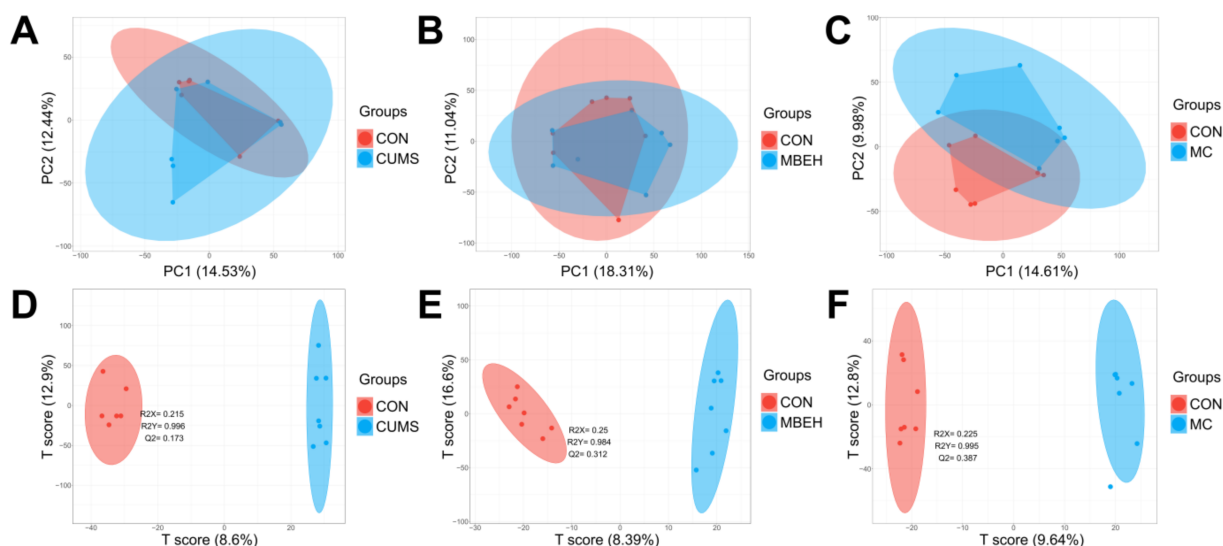 A
PC2 (12.44%)
50
0
−50
−100
−100
−50
0
50
100
PC1 (14.53%)
Groups
CON
CUMS
B
PC2 (11.04%)
100
50
0
−50
−100
−100
−50
0
50
100
150
PC1 (18.31%)
Groups
CON
MBEH
C
PC2 (9.98%)
100
50
0
−50
−100
−50
0
50
100
PC1 (14.61%)
Groups
CON
MC
D
T score (12.9%)
100
50
0
−50
−100
−40
−20
0
20
T score (8.6%)
R2X= 0.215
R2Y= 0.996
Q2= 0.173
Groups
CON
CUMS
E
T score (16.6%)
100
50
0
−50
−100
−30
−20
−10
0
10
20
T score (8.39%)
R2X= 0.25
R2Y= 0.984
Q2= 0.312
Groups
CON
MBEH
F
T score (12.8%)
40
0
−40
−20
−10
0
10
20
T score (9.64%)
R2X= 0.225
R2Y= 0.995
Q2= 0.387
Groups
CON
MC